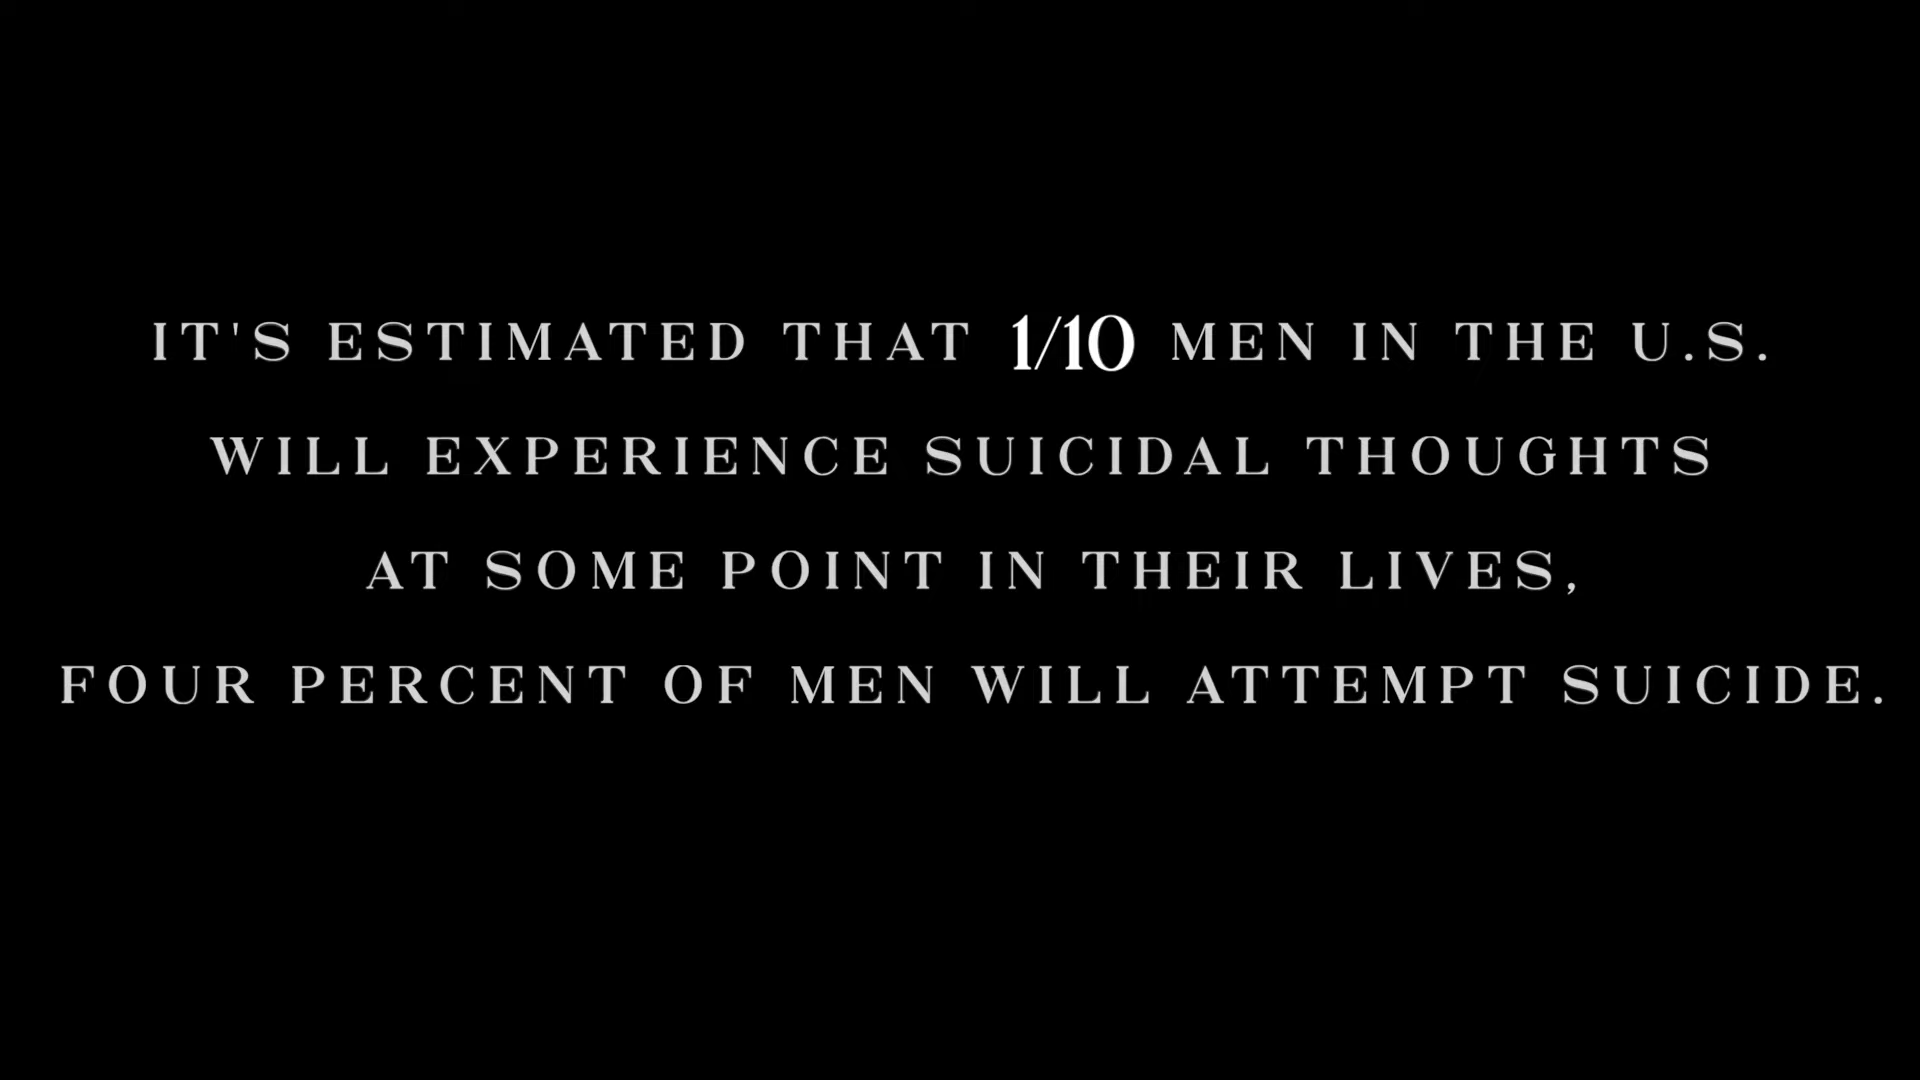 IT'S ESTIMATED THAT 1/10 MEN IN THE U.S.
WILL EXPERIENCE SUICIDAL THOUGHTS
AT SOME POINT IN THEIR LIVES,
FOUR PERCENT OF MEN WILL ATTEMPT SUICIDE.